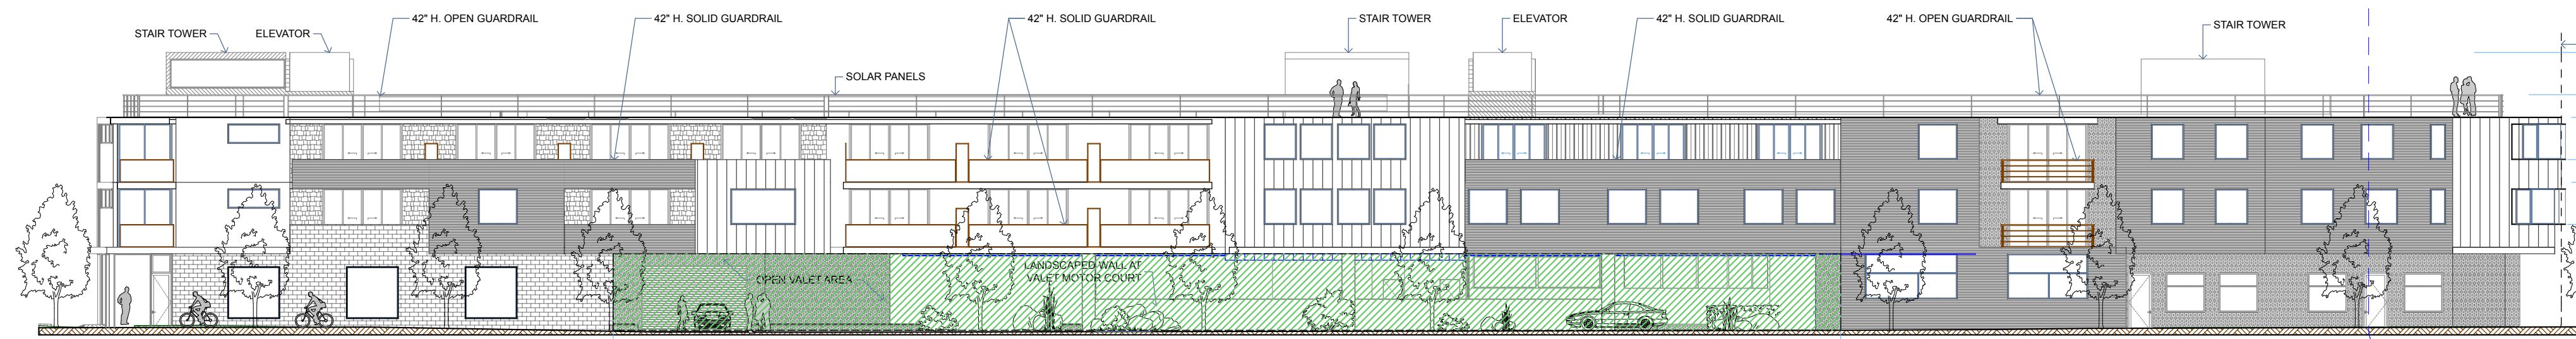 42" H. OPEN GUARDRAIL
42" H. SOLID GUARDRAIL
42" H. SOLID GUARDRAIL
STAIR TOWER
ELEVATOR
42" H. SOLID GUARDRAIL
42" H. OPEN GUARDRAIL
STAIR TOWER
STAIR TOWER
ELEVATOR
SOLAR PANELS
OPEN VALET AREA
LANDSCAPED WALL AT
VALET MOTOR COURT